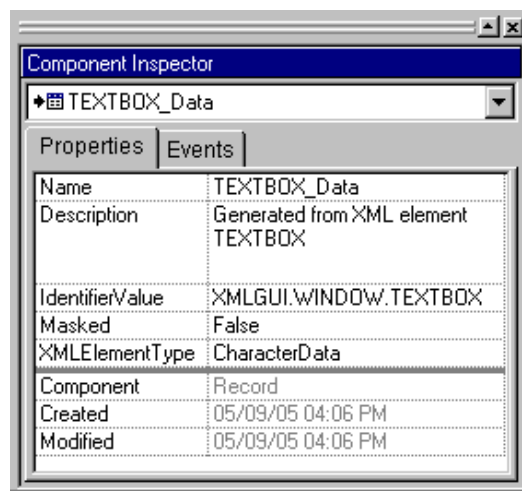 Component Inspector
TEXTBOX_Data
Properties Events
Name TEXTBOX_Data
Description Generated from XML element
TEXTBOX
IdentifierValue XMLGUI.WINDOW.TEXTBOX
Masked False
XMLElementType CharacterData
Component Record
Created 05/09/05 04:06 PM
Modified 05/09/05 04:06 PM